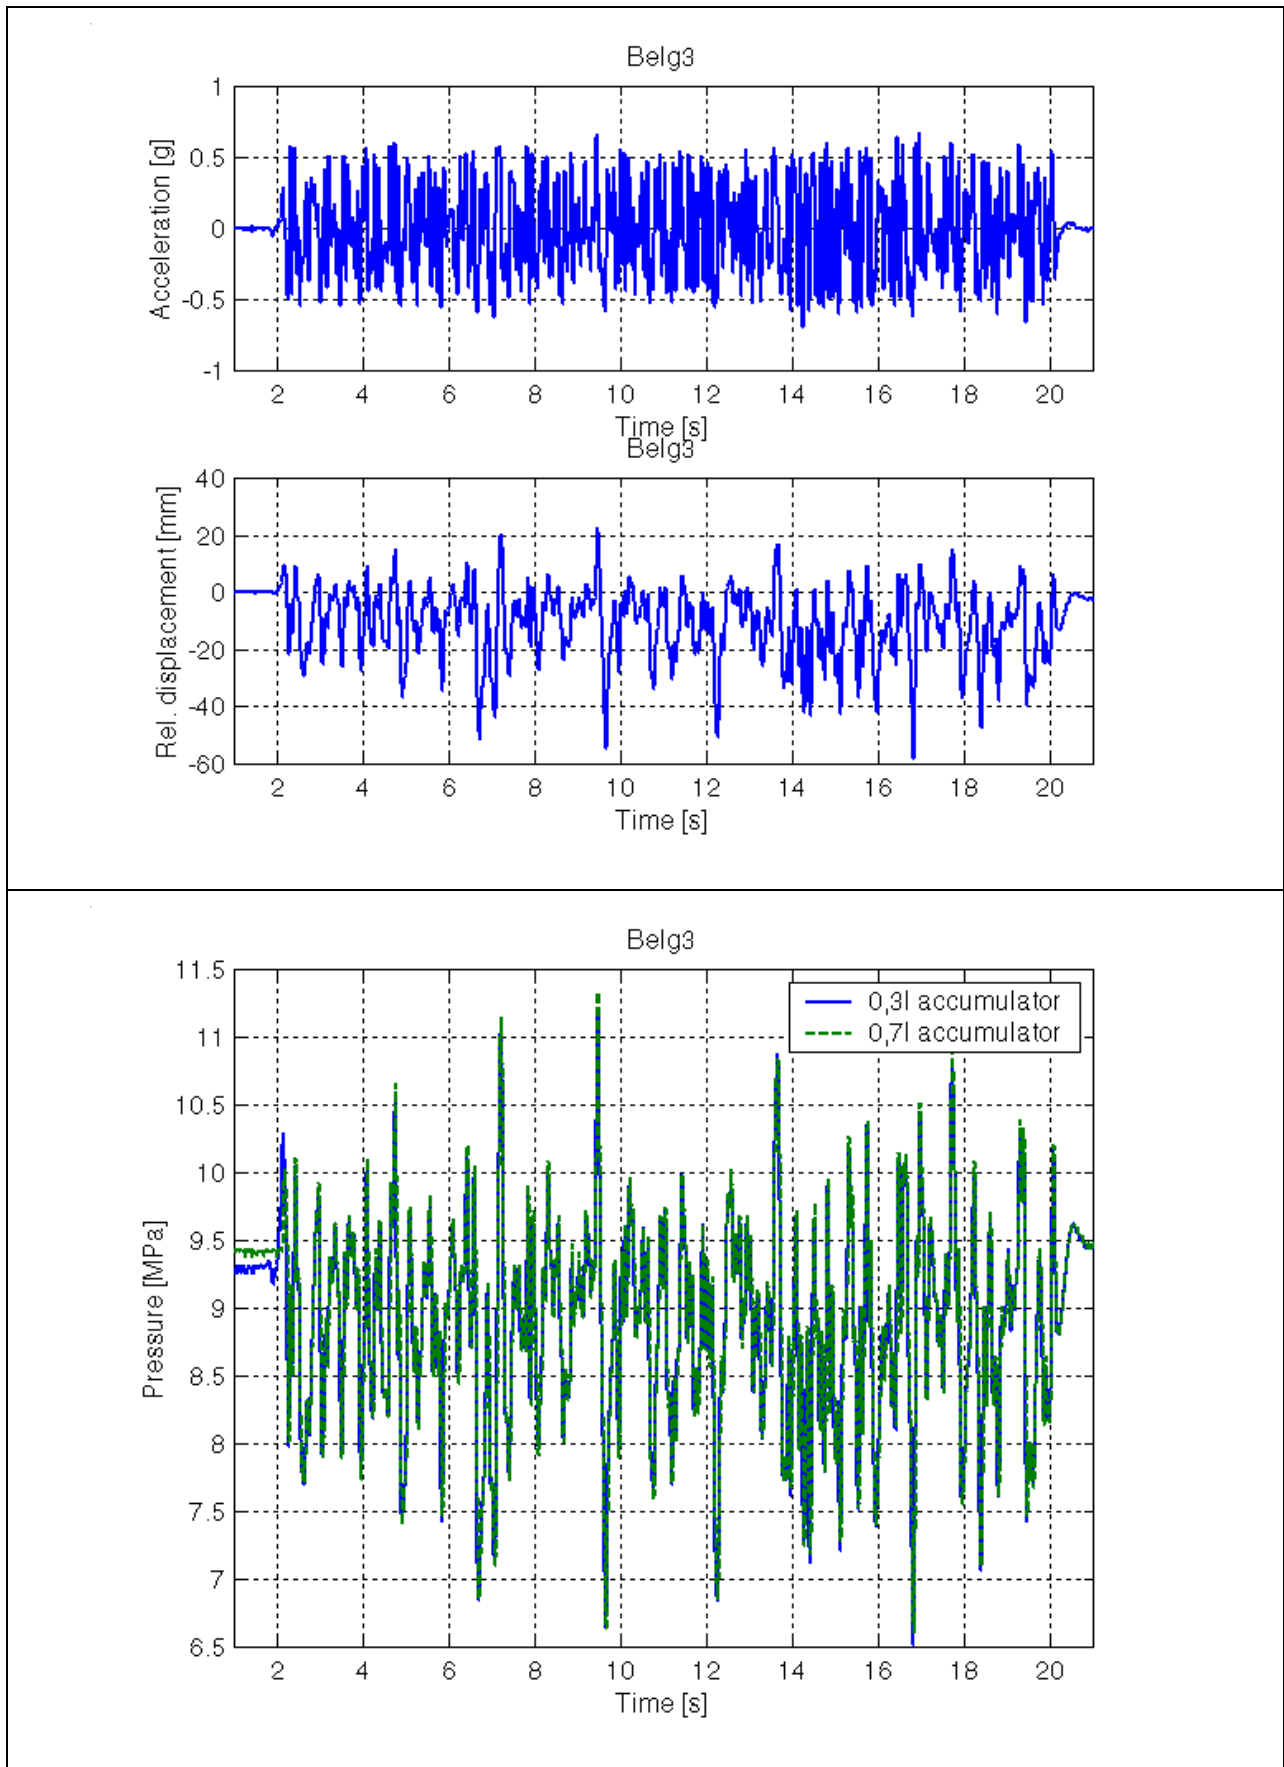 Belg3
1
0.5
0
-0.5
-1
Acceleration [g]
2 4 6 8 10 12 14 16 18 20
Time [s]
Belg3
40
20
0
-20
-40
-60
Rel. displacement [mm]
2 4 6 8 10 12 14 16 18 20
Time [s]
Belg3
11.5
11
10.5
10
9.5
9
8.5
8
7.5
7
6.5
Pressure [MPa]
0,3l accumulator
0,7l accumulator
2 4 6 8 10 12 14 16 18 20
Time [s]